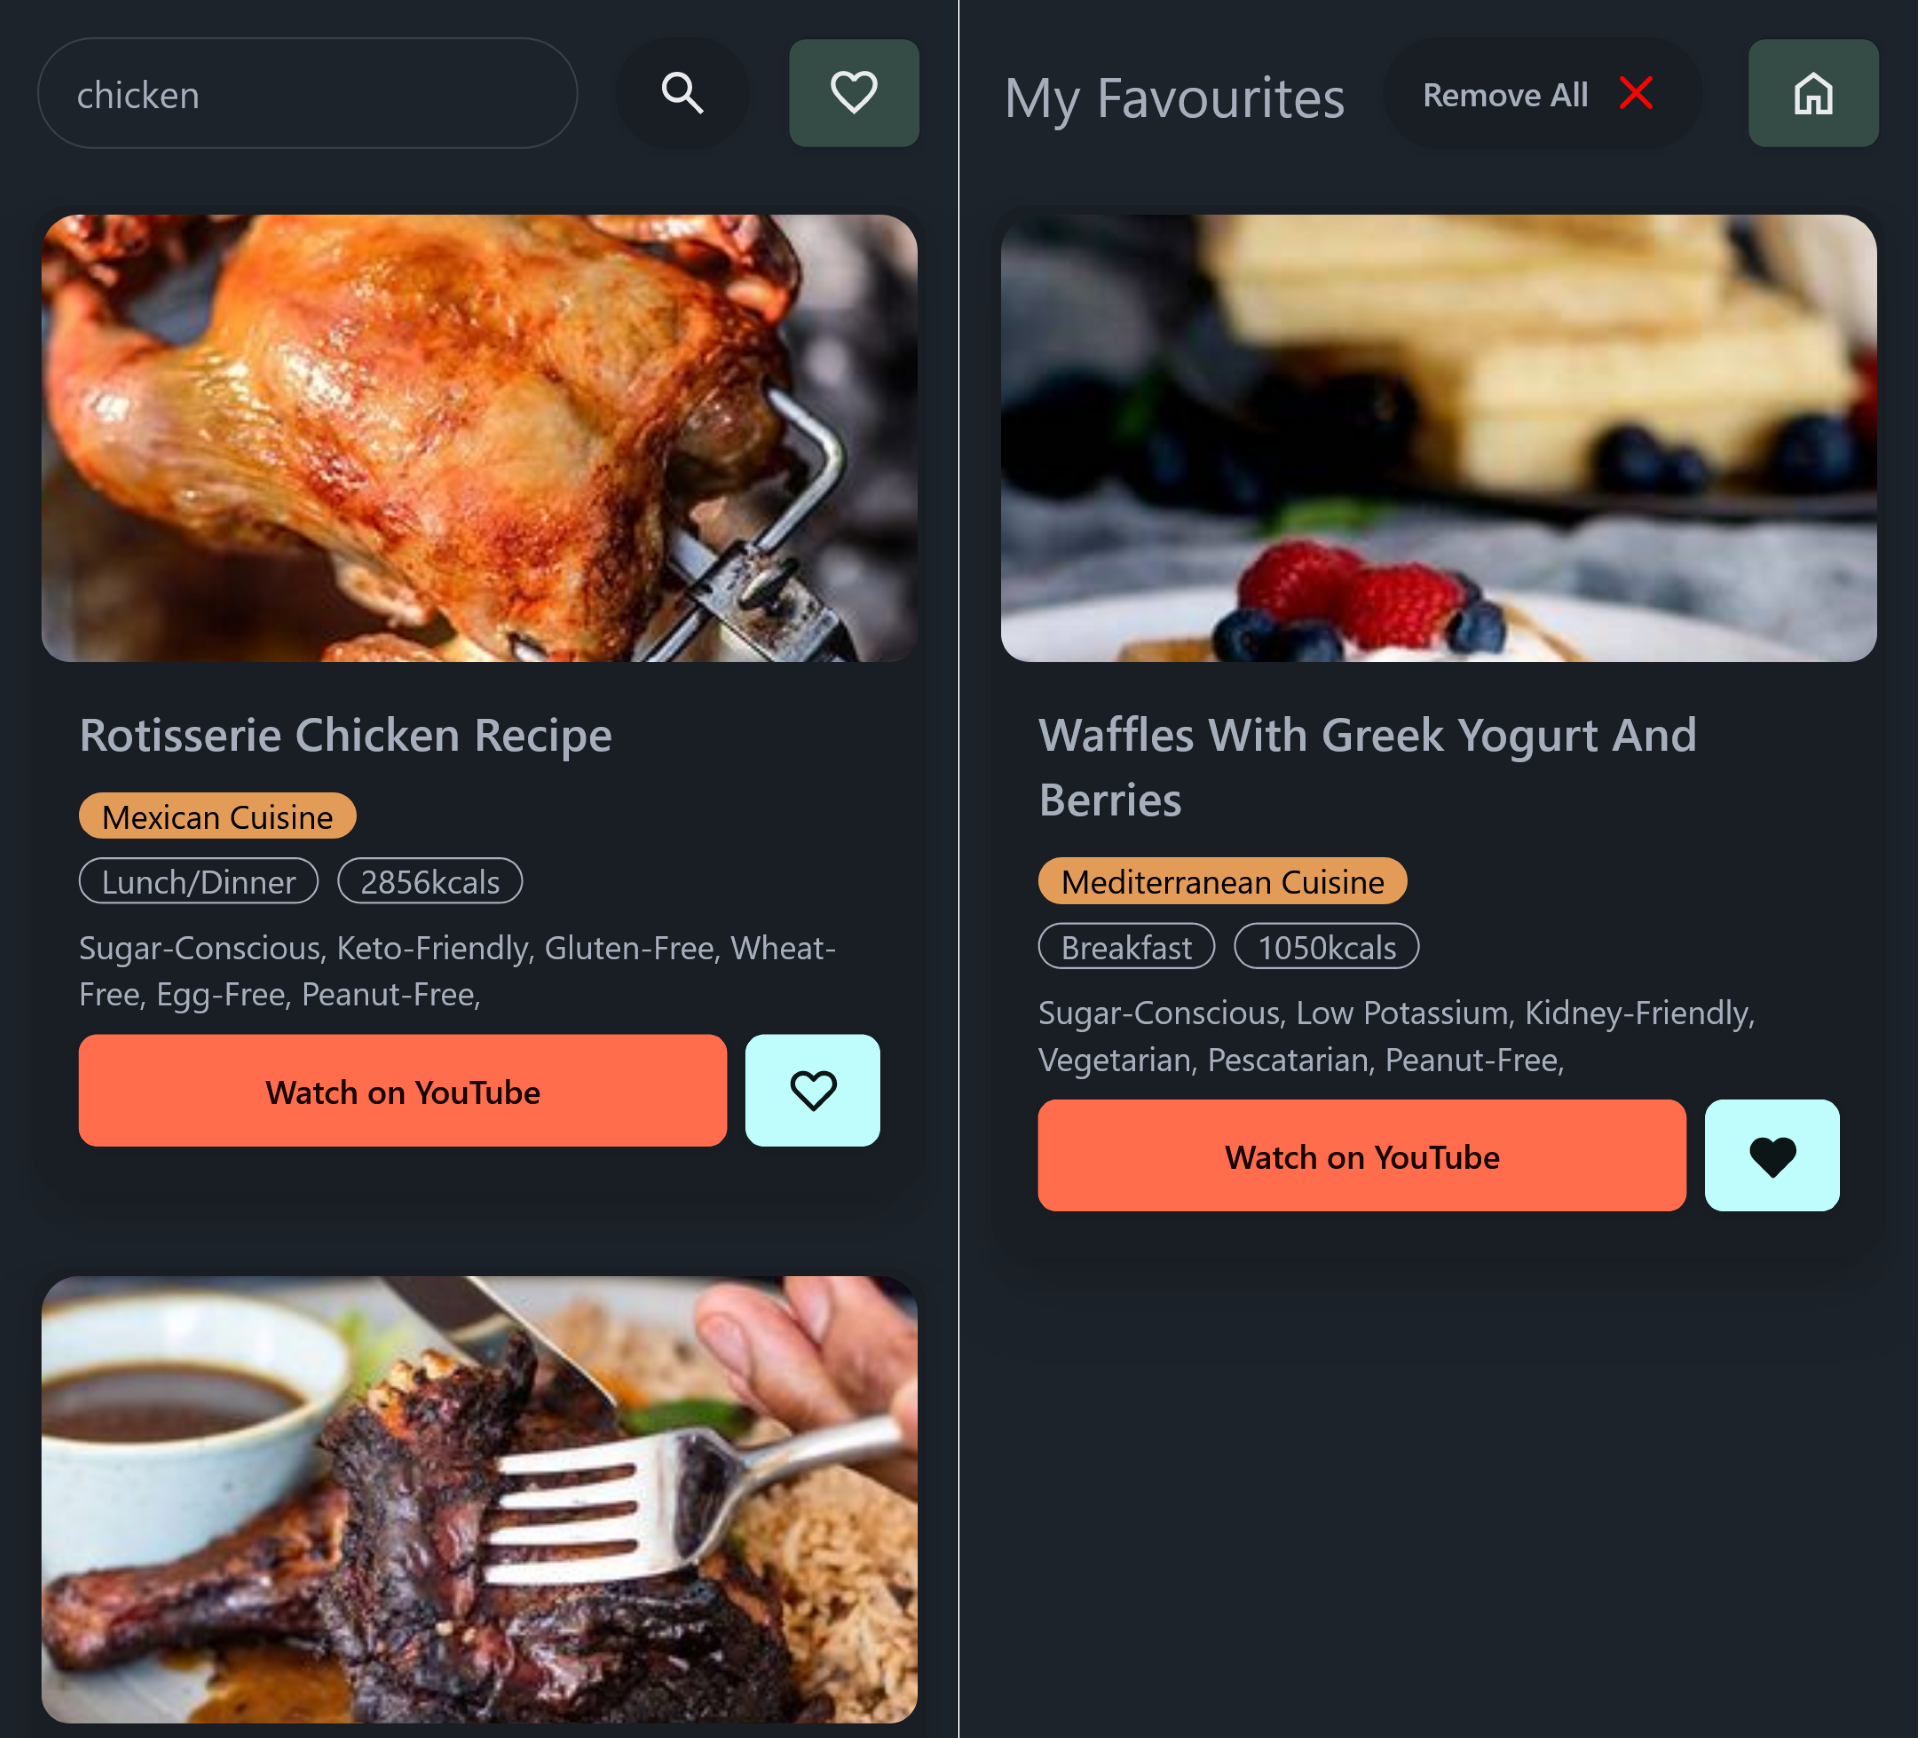 chicken
Rotisserie Chicken Recipe
Mexican Cuisine
Lunch/Dinner 2856kcals
Sugar-Conscious, Keto-Friendly, Gluten-Free, Wheat-
Free, Egg-Free, Peanut-Free,
Watch on YouTube
My Favourites Remove All
Waffles With Greek Yogurt And
Berries
Mediterranean Cuisine
Breakfast 1050kcals
Sugar-Conscious, Low Potassium, Kidney-Friendly,
Vegetarian, Pescatarian, Peanut-Free,
Watch on YouTube